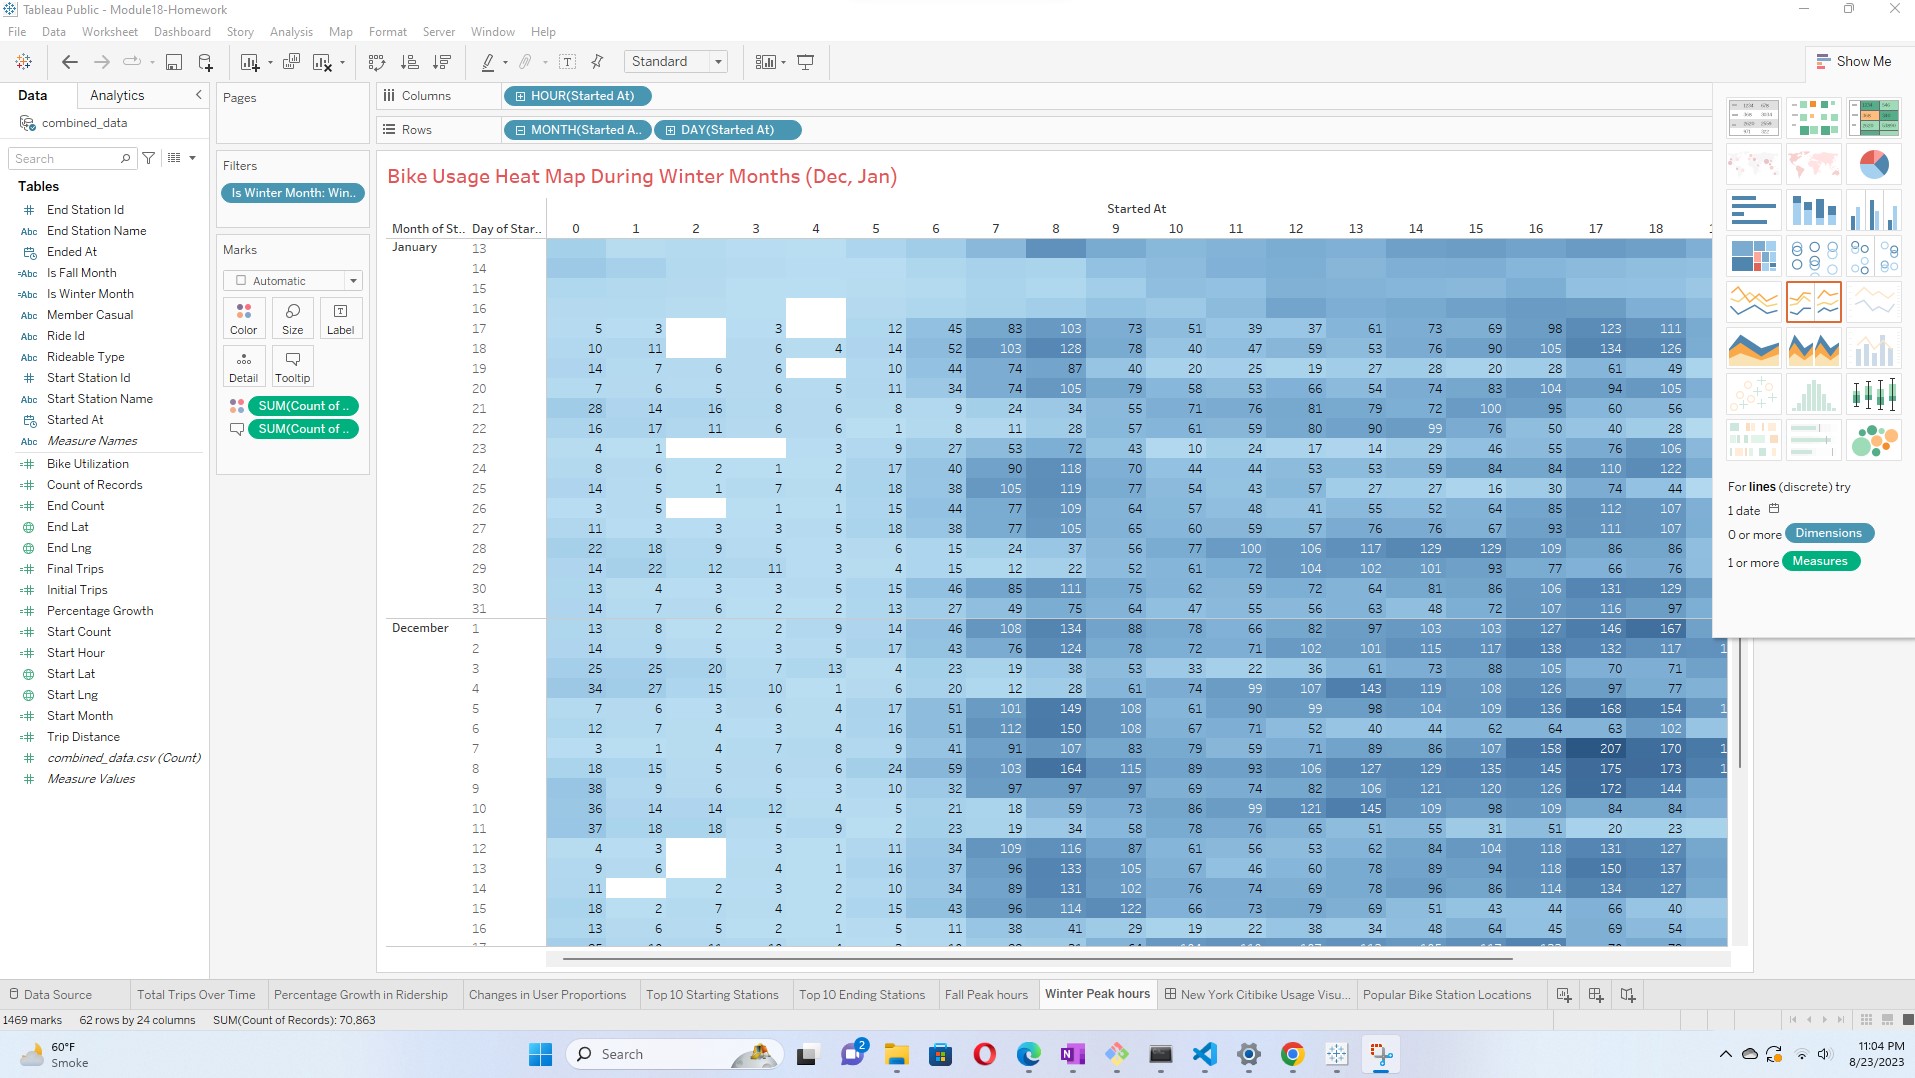 Tableau Public - Module18-Homework
File Data Worksheet Dashboard Story Analysis Map Format Server Window Help
Standard
Show Me
Data Analytics
combined_data
Search
Tables
# End Station Id
Abc End Station Name
Ended At
=Abc Is Fall Month
=Abc Is Winter Month
Abc Member Casual
Abc Ride Id
Abc Rideable Type
# Start Station Id
Abc Start Station Name
Started At
Abc Measure Names
=# Bike Utilization
=# Count of Records
=# End Count
End Lat
End Lng
=# Final Trips
=# Initial Trips
=# Percentage Growth
=# Start Count
=# Start Hour
Start Lat
Start Lng
=# Start Month
=# Trip Distance
# combined_data.csv (Count)
# Measure Values
Pages
Filters
Is Winter Month: Win..
Marks
Automatic
Color Size Label
Detail Tooltip
SUM(Count of ..
SUM(Count of ..
Columns HOUR(Started At)
Rows MONTH(Started A.. DAY(Started At)
Bike Usage Heat Map During Winter Months (Dec, Jan)
Started At
Month of St.. Day of Star.. 0 1 2 3 4 5 6 7 8 9 10 11 12 13 14 15 16 17 18
January 13
14
15
16
17 5 3 3 12 45 83 103 73 51 39 37 61 73 69 98 123 111
18 10 11 6 4 14 52 103 128 78 40 47 59 53 76 90 105 134 126
19 14 7 6 6 10 44 74 87 40 20 25 19 27 28 20 28 61 49
20 7 6 5 6 5 11 34 74 105 79 58 53 66 54 74 83 104 94 105
21 28 14 16 8 6 8 9 24 34 55 71 76 81 79 72 100 95 60 56
22 16 17 11 6 6 1 8 11 28 57 61 59 80 90 99 76 50 40 28
23 4 1 3 9 27 53 72 43 10 24 17 14 29 46 55 76 106
24 8 6 2 1 2 17 40 90 118 70 44 44 53 53 59 84 84 110 122
25 14 5 1 7 4 18 38 105 119 77 54 43 57 27 27 16 30 74 44
26 3 5 1 1 15 44 77 109 64 57 48 41 55 52 64 85 112 107
27 11 3 3 3 5 18 38 77 105 65 60 59 57 76 76 67 93 111 107
28 22 18 9 5 3 6 15 24 37 56 77 100 106 117 129 129 109 86 86
29 14 22 12 11 3 4 15 12 22 52 61 72 104 102 101 93 77 66 76
30 13 4 3 3 5 15 46 85 111 75 62 59 72 64 81 86 106 131 129
31 14 7 6 2 2 13 27 49 75 64 47 55 56 63 48 72 107 116 97
December 1 13 8 2 2 9 14 46 108 134 88 78 66 82 97 103 103 127 146 167
2 14 9 5 3 5 17 43 76 124 78 72 71 102 101 115 117 138 132 117 1
3 25 25 20 7 13 4 23 19 38 53 33 22 36 61 73 88 105 70 71
4 34 27 15 10 1 6 20 12 28 61 74 99 107 143 119 108 126 97 77
5 7 6 3 6 4 17 51 101 149 108 61 90 99 98 104 109 136 168 154 1
6 12 7 4 3 4 16 51 112 150 108 67 71 52 40 44 62 64 63 102
7 3 1 4 7 8 9 41 91 107 83 79 59 71 89 86 107 158 207 170 1
8 18 15 5 6 6 24 59 103 164 115 89 93 106 127 129 135 145 175 173 1
9 38 9 6 5 3 10 32 97 97 97 69 74 82 106 121 120 126 172 144
10 36 14 14 12 4 5 21 18 59 73 86 99 121 145 109 98 109 84 84
11 37 18 18 5 9 2 23 19 34 58 78 76 65 51 55 31 51 20 23
12 4 3 3 1 11 34 109 116 87 61 56 53 62 84 104 118 131 127
13 9 6 4 1 16 37 96 133 105 67 46 60 78 89 94 118 150 137
14 11 2 3 2 10 34 89 131 102 76 74 69 78 96 86 114 134 127
15 18 2 7 4 2 15 43 96 114 122 66 73 79 69 51 43 44 66 40
16 13 6 5 2 1 5 11 38 41 29 19 22 38 34 48 64 45 69 54
For lines (discrete) try
1 date
0 or more Dimensions
1 or more Measures
Data Source Total Trips Over Time Percentage Growth in Ridership Changes in User Proportions Top 10 Starting Stations Top 10 Ending Stations Fall Peak hours Winter Peak hours New York Citibike Usage Visu... Popular Bike Station Locations
1469 marks 62 rows by 24 columns SUM(Count of Records): 70,863
60°F
Smoke
Search
2
11:04 PM
8/23/2023